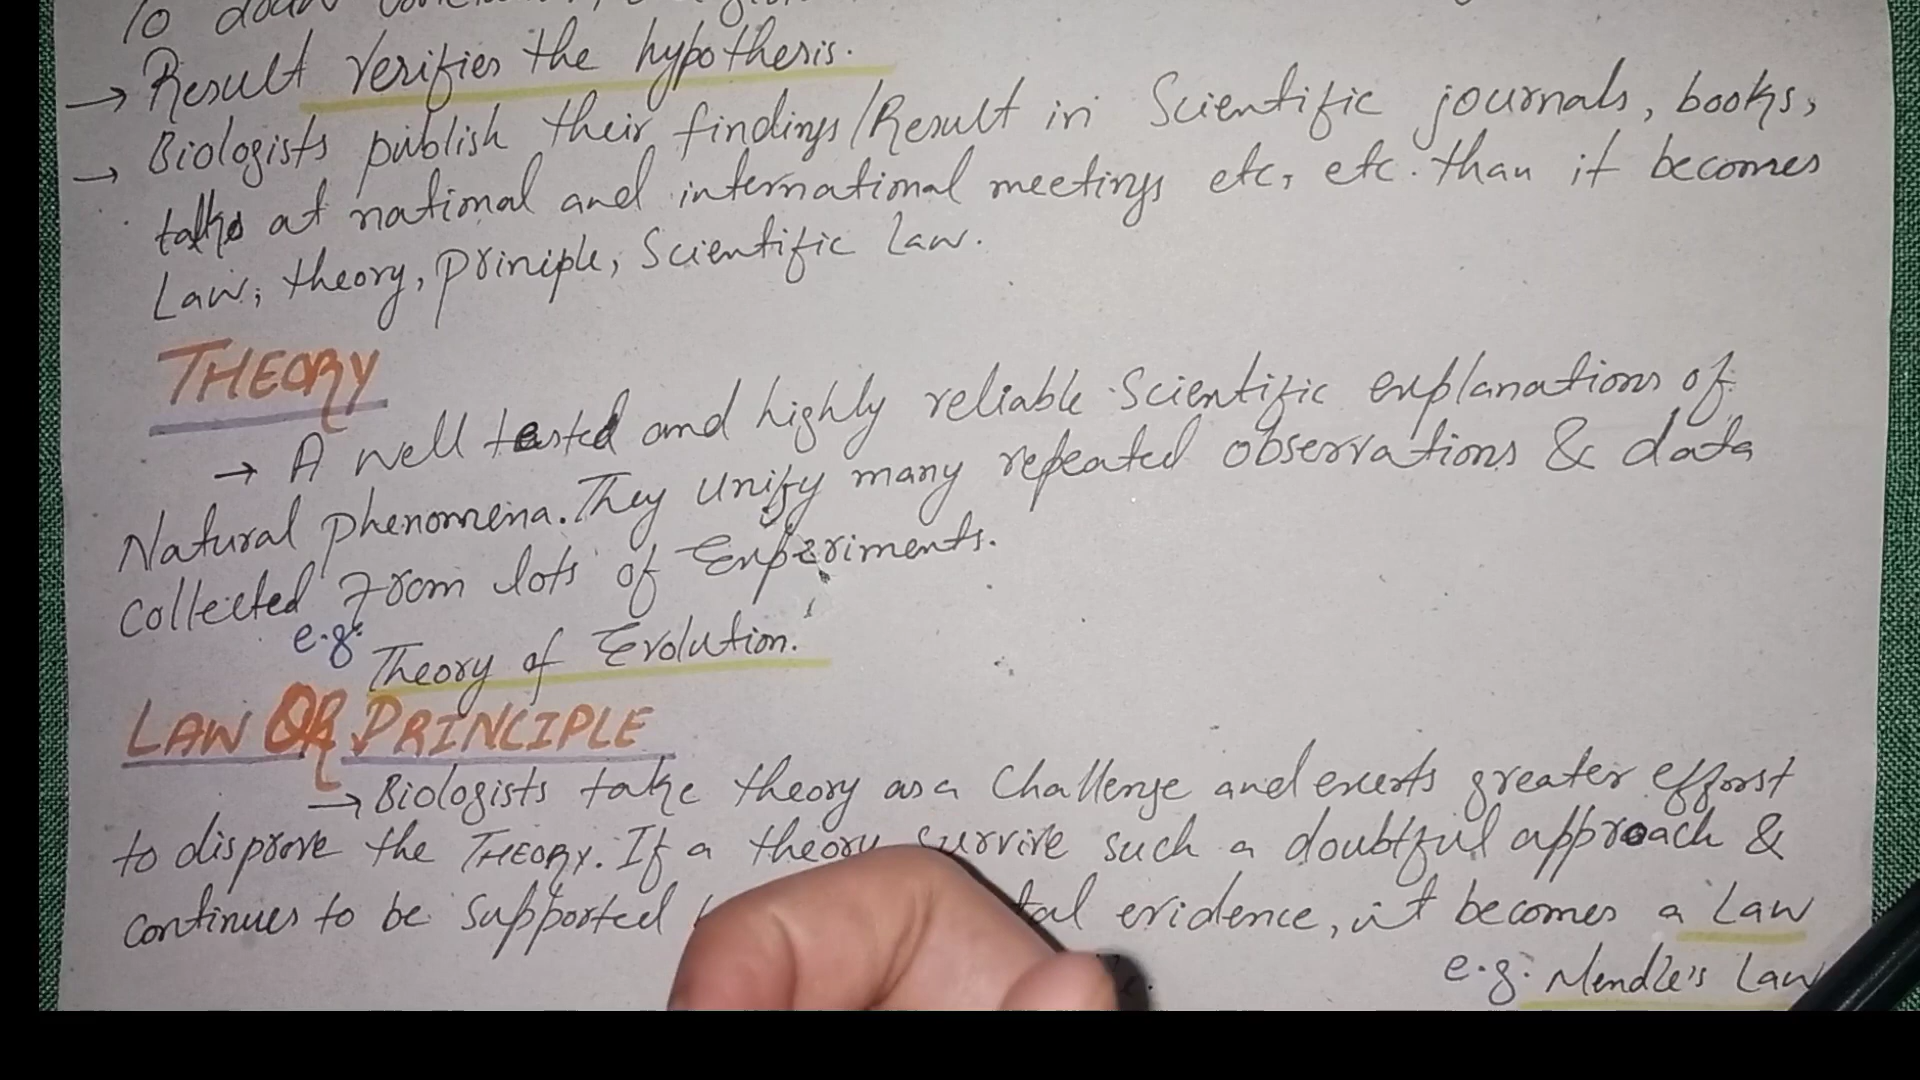 To
→ Result verifies the hypothesis.
→ Biologists publish their findings/Result in Scientific journals, books,
talks at national and international meetings etc, etc. than it becomes
Law, theory, priniple, Scientific Law.
THEORY
→ A well tested and highly reliable Scientific explanations of
Natural phenomena. They unify many repeated observations & data
collected from lots of Experiments.
e.g:
Theory of Evolution.
LAW OR PRINCIPLE
→ Biologists take theory as a Challenge and exerts greater effort
to disprove the THEORY. If a theory survive such a doubtful approach &
continues to be supported tal evidence, it becomes a Law
e.g: Mendle's Law